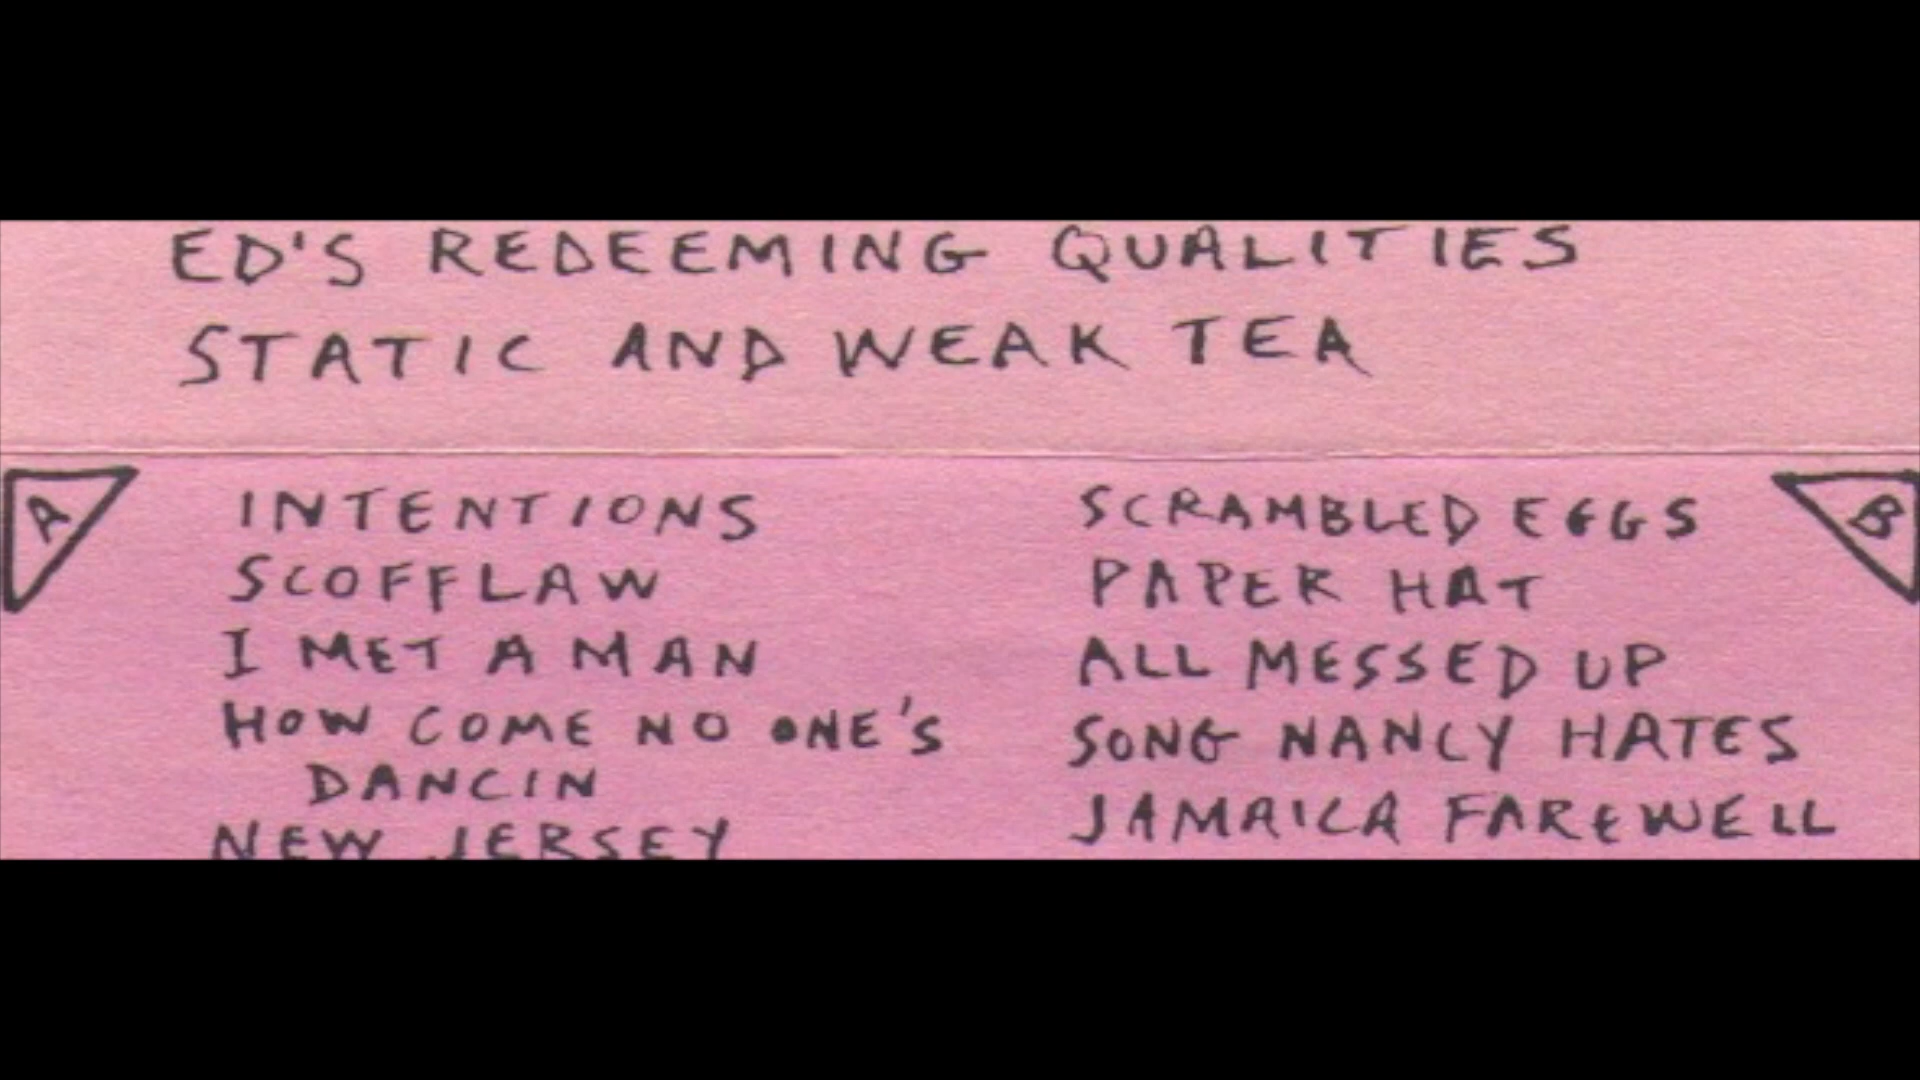 ED'S REDEEMING QUALITIES
STATIC AND WEAK TEA
A
INTENTIONS
SCOFFLAW
I MET A MAN
HOW COME NO ONE'S
DANCIN
NEW JERSEY
B
SCRAMBLED EGGS
PAPER HAT
ALL MESSED UP
SONG NANCY HATES
JAMAICA FAREWELL